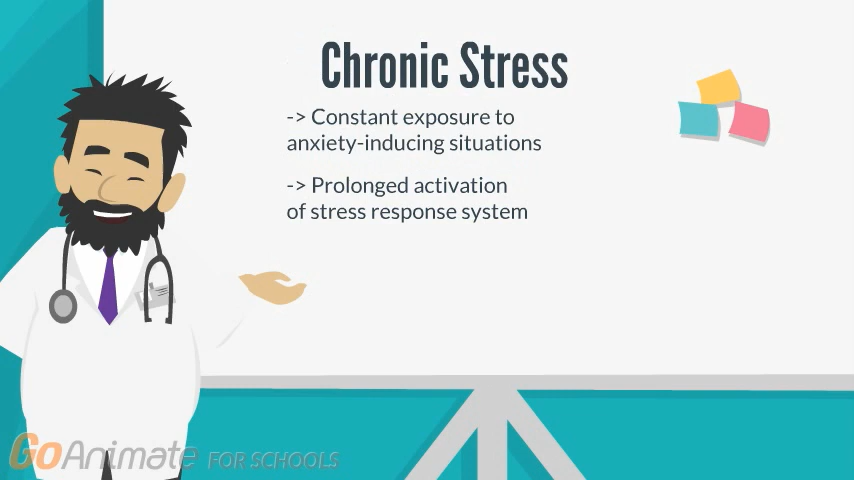 Chronic Stress
-> Constant exposure to
anxiety-inducing situations
-> Prolonged activation
of stress response system
GoAnimate FOR SCHOOLS